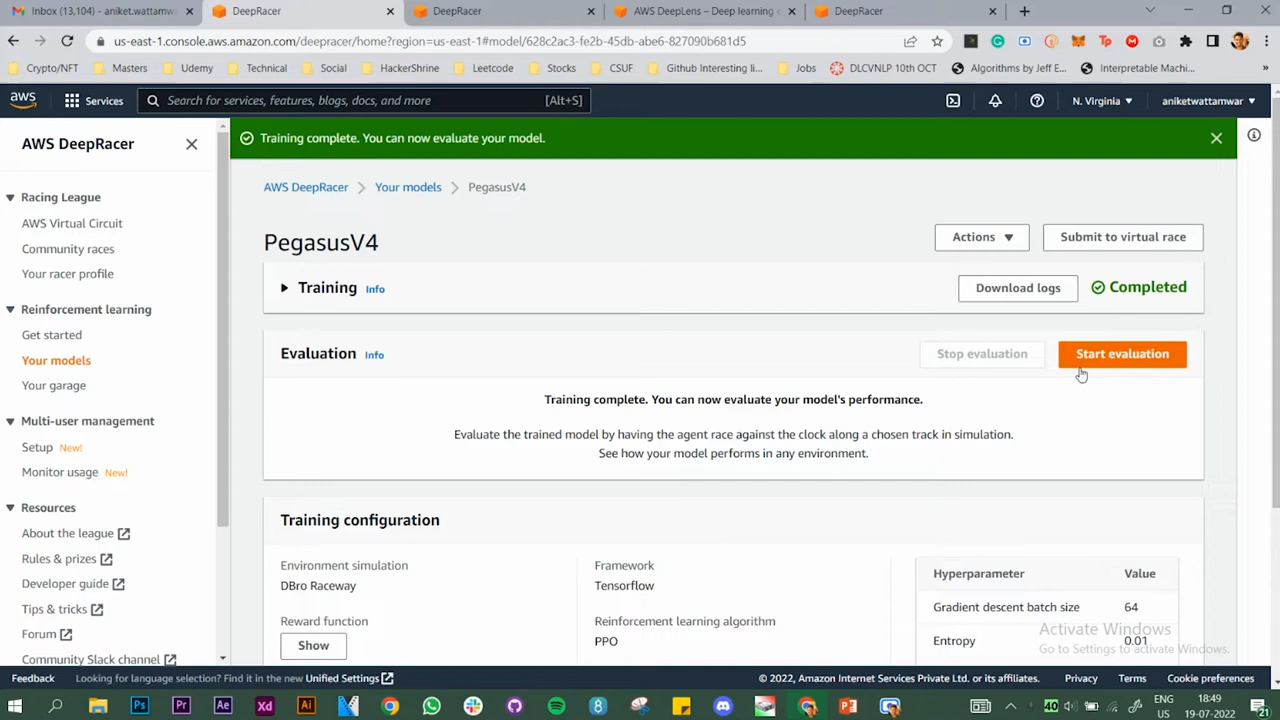 Inbox (13,104) - aniket.wattamwa
DeepRacer
DeepRacer
AWS DeepLens – Deep learning e
DeepRacer
us-east-1.console.aws.amazon.com/deepracer/home?region=us-east-1#model/628c2ac3-fe2b-45db-abe6-827090b681d5
Crypto/NFT
Masters
Udemy
Technical
Social
HackerShrine
Leetcode
Stocks
CSUF
Github Interesting li...
Jobs
DLCVNLP 10th OCT
Algorithms by Jeff E...
Interpretable Machi...
»
aws
Services
Search for services, features, blogs, docs, and more
[Alt+S]
N. Virginia
aniketwattamwar
AWS DeepRacer
Training complete. You can now evaluate your model.
Racing League
AWS Virtual Circuit
Community races
Your racer profile
Reinforcement learning
Get started
Your models
Your garage
Multi-user management
Setup New!
Monitor usage New!
Resources
About the league
Rules & prizes
Developer guide
Tips & tricks
Forum
Community Slack channel
AWS DeepRacer
Your models
PegasusV4
PegasusV4
Actions
Submit to virtual race
Training Info
Download logs
Completed
Evaluation Info
Stop evaluation
Start evaluation
Training complete. You can now evaluate your model's performance.
Evaluate the trained model by having the agent race against the clock along a chosen track in simulation.
See how your model performs in any environment.
Training configuration
Environment simulation
DBro Raceway
Reward function
Show
Framework
Tensorflow
Reinforcement learning algorithm
PPO
Hyperparameter Value
Gradient descent batch size 64
Entropy 0.01
Activate Windows
Go to Settings to activate Windows.
Feedback
Looking for language selection? Find it in the new Unified Settings
© 2022, Amazon Internet Services Private Ltd. or its affiliates.
Privacy
Terms
Cookie preferences
Ps
Pr
Ae
Xd
Ai
40
ENG
US
18:49
19-07-2022
21